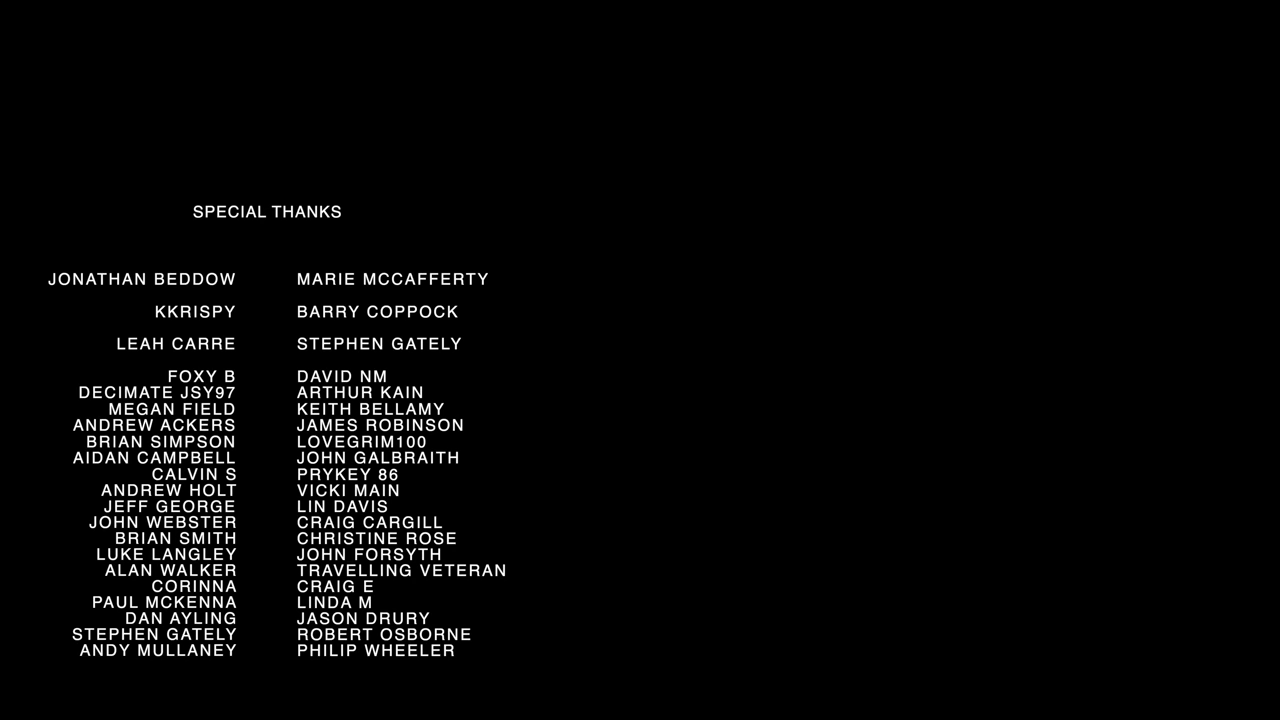 SPECIAL THANKS
JONATHAN BEDDOW MARIE MCCAFFERTY
KKRISPY BARRY COPPOCK
LEAH CARRE STEPHEN GATELY
FOXY B DAVID NM
DECIMATE JSY97 ARTHUR KAIN
MEGAN FIELD KEITH BELLAMY
ANDREW ACKERS JAMES ROBINSON
BRIAN SIMPSON LOVEGRIM100
AIDAN CAMPBELL JOHN GALBRAITH
CALVIN S PRYKEY 86
ANDREW HOLT VICKI MAIN
JEFF GEORGE LIN DAVIS
JOHN WEBSTER CRAIG CARGILL
BRIAN SMITH CHRISTINE ROSE
LUKE LANGLEY JOHN FORSYTH
ALAN WALKER TRAVELLING VETERAN
CORINNA CRAIG E
PAUL MCKENNA LINDA M
DAN AYLING JASON DRURY
STEPHEN GATELY ROBERT OSBORNE
ANDY MULLANEY PHILIP WHEELER